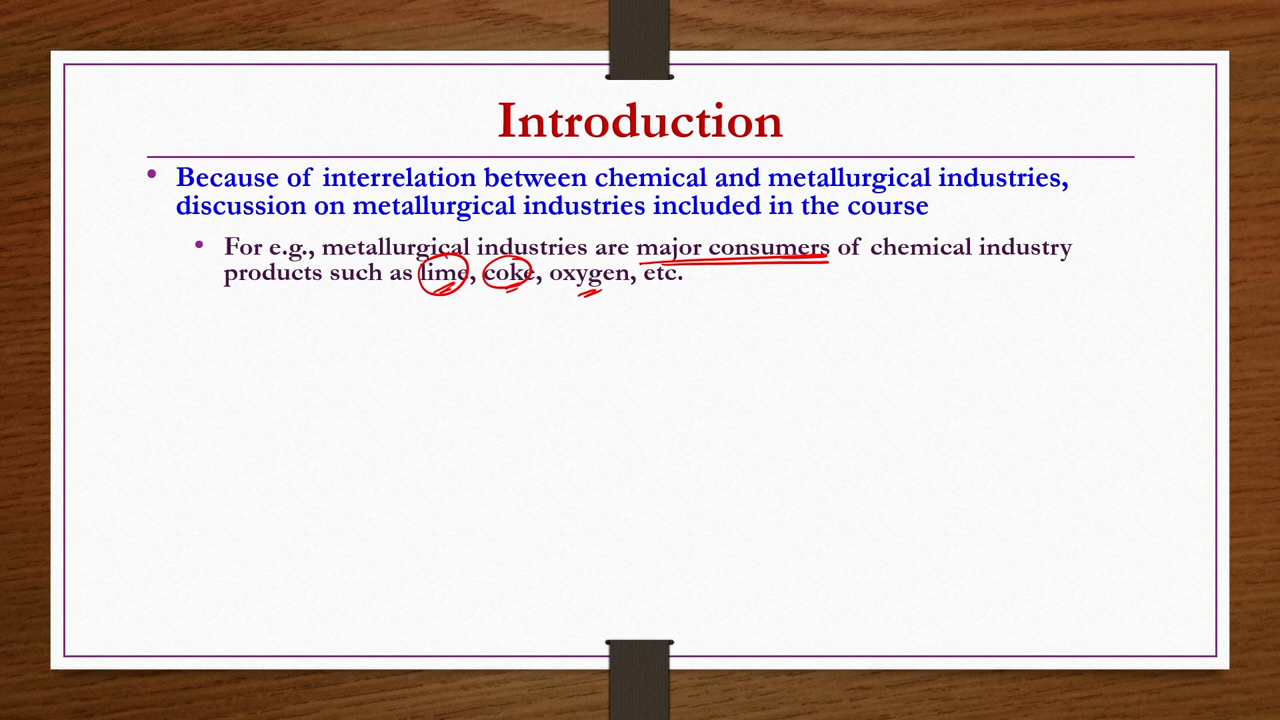 Introduction
• Because of interrelation between chemical and metallurgical industries,
discussion on metallurgical industries included in the course
• For e.g., metallurgical industries are major consumers of chemical industry
products such as lime, coke, oxygen, etc.